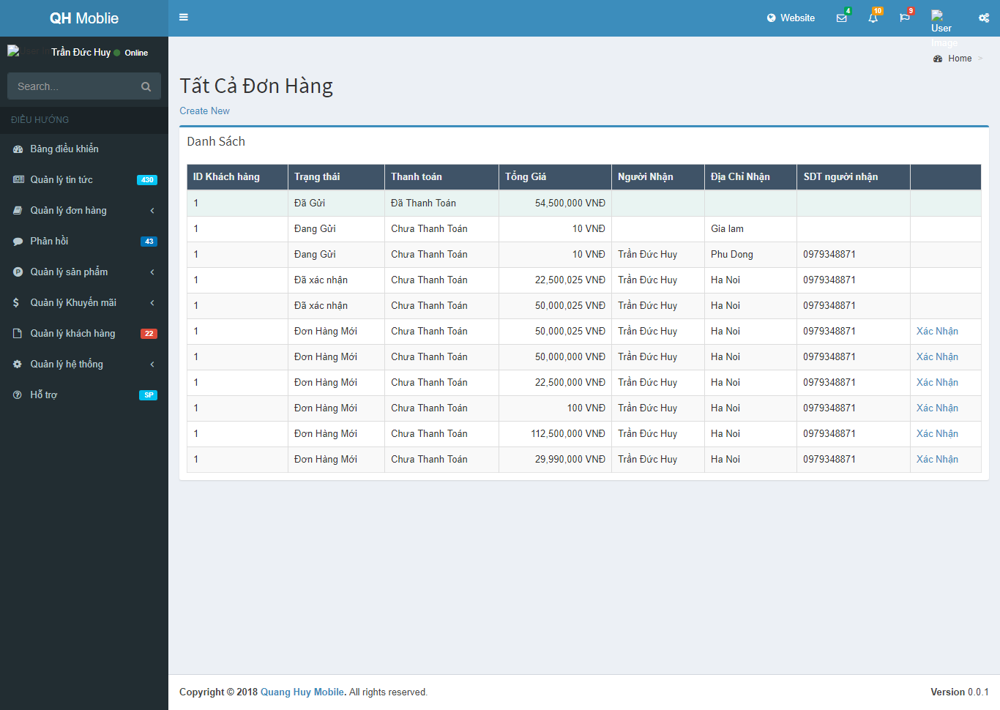 QH Moblie
Website
4
10
9
User Image
Trần Đức Huy Online
Home >
Search...
ĐIỀU HƯỚNG
Bảng điều khiển
Quản lý tin tức 430
Quản lý đơn hàng
Phản hồi 43
Quản lý sản phẩm
Quản lý Khuyến mãi
Quản lý khách hàng 22
Quản lý hệ thống
Hỗ trợ SP
Tất Cả Đơn Hàng
Create New
Danh Sách
ID Khách hàng Trạng thái Thanh toán Tổng Giá Người Nhận Địa Chỉ Nhận SDT người nhận
1 Đã Gửi Đã Thanh Toán 54,500,000 VNĐ
1 Đang Gửi Chưa Thanh Toán 10 VNĐ Gia lam
1 Đang Gửi Chưa Thanh Toán 10 VNĐ Trần Đức Huy Phu Dong 0979348871
1 Đã xác nhận Chưa Thanh Toán 22,500,025 VNĐ Trần Đức Huy Ha Noi 0979348871
1 Đã xác nhận Chưa Thanh Toán 50,000,025 VNĐ Trần Đức Huy Ha Noi 0979348871
1 Đơn Hàng Mới Chưa Thanh Toán 50,000,025 VNĐ Trần Đức Huy Ha Noi 0979348871 Xác Nhận
1 Đơn Hàng Mới Chưa Thanh Toán 50,000,000 VNĐ Trần Đức Huy Ha Noi 0979348871 Xác Nhận
1 Đơn Hàng Mới Chưa Thanh Toán 22,500,000 VNĐ Trần Đức Huy Ha Noi 0979348871 Xác Nhận
1 Đơn Hàng Mới Chưa Thanh Toán 100 VNĐ Trần Đức Huy Ha Noi 0979348871 Xác Nhận
1 Đơn Hàng Mới Chưa Thanh Toán 112,500,000 VNĐ Trần Đức Huy Ha Noi 0979348871 Xác Nhận
1 Đơn Hàng Mới Chưa Thanh Toán 29,990,000 VNĐ Trần Đức Huy Ha Noi 0979348871 Xác Nhận
Copyright © 2018 Quang Huy Mobile. All rights reserved.
Version 0.0.1